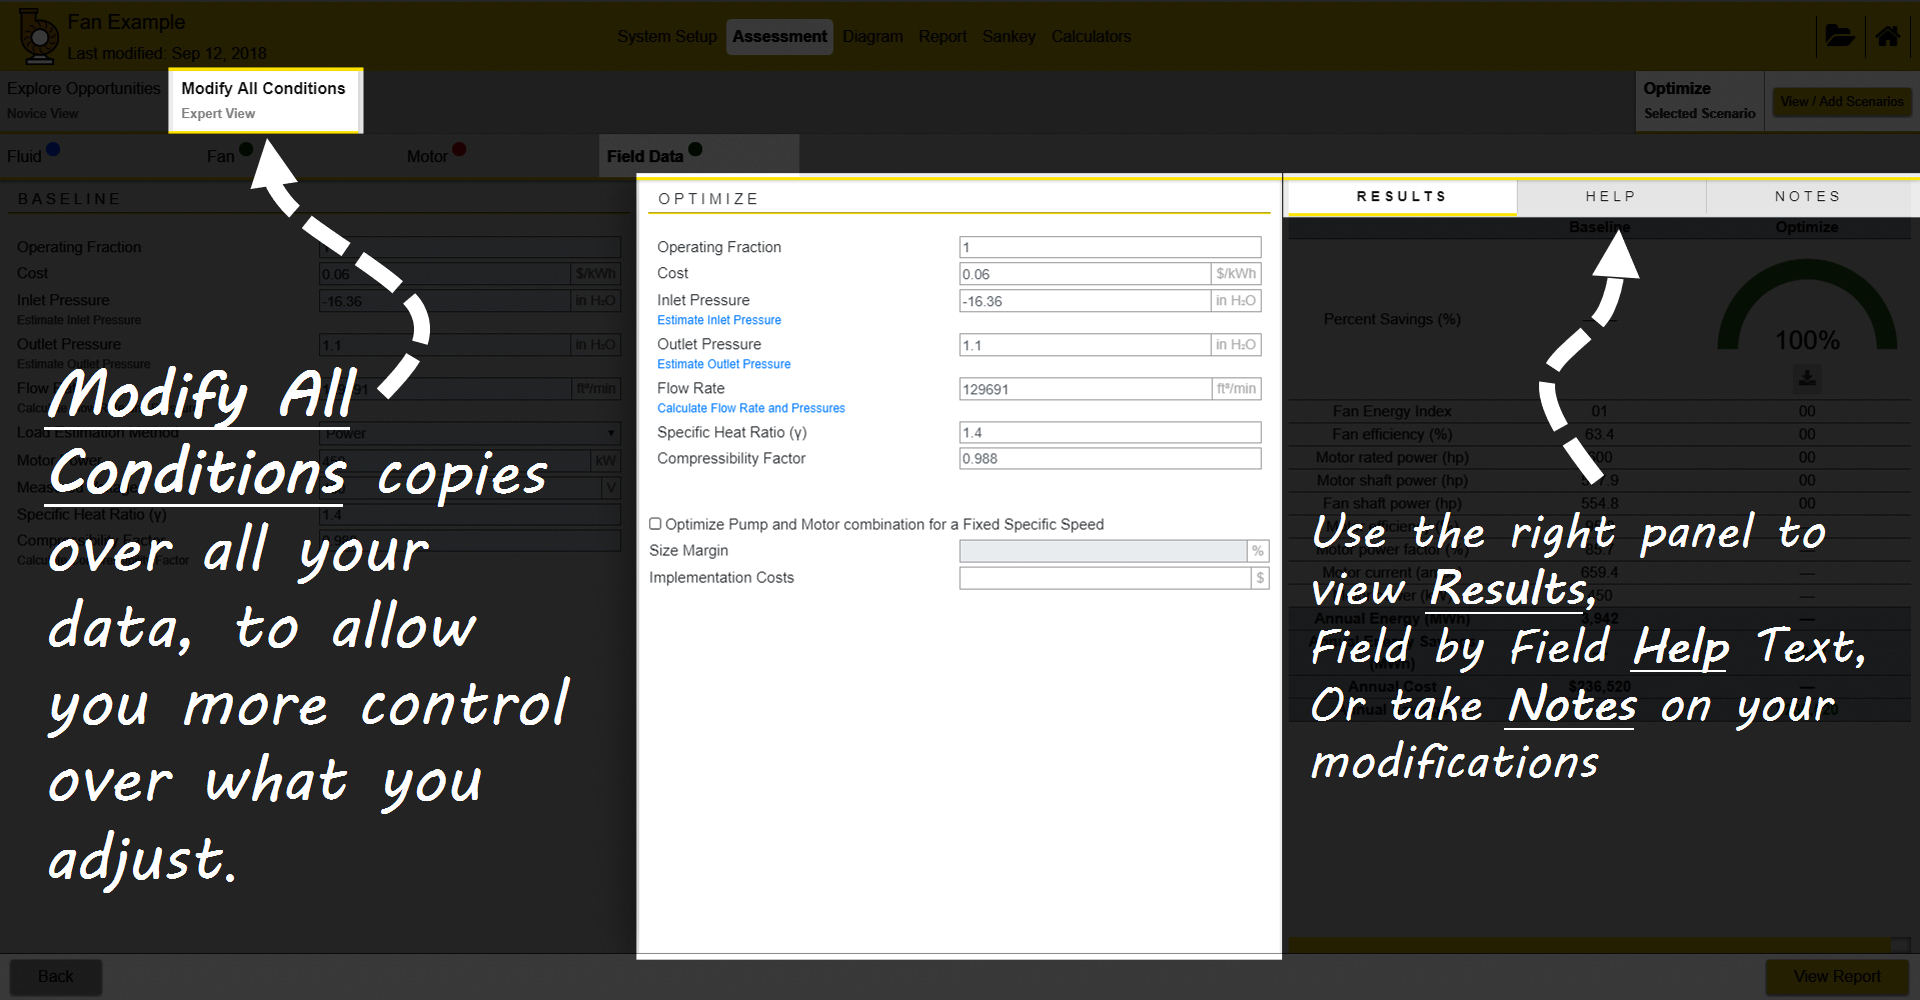 Fan Example
Last modified: Sep 12, 2018
System Setup Assessment Diagram Report Sankey Calculators
Explore Opportunities
Novice View
Modify All Conditions
Expert View
Optimize
Selected Scenario
View / Add Scenarios
Fluid Fan Motor Field Data
BASELINE
Operating Fraction
Cost 0.06 $/kWh
Inlet Pressure -16.36 in H₂O
Estimate Inlet Pressure
Outlet Pressure 1.1 in H₂O
Estimate Outlet Pressure
Flow ft³/min
Load Estimation Method Power
Motor kW
V
Specific Heat Ratio (γ) 1.4
Modify All
Conditions copies
over all your
data, to allow
you more control
over what you
adjust.
OPTIMIZE
Operating Fraction 1
Cost 0.06 $/kWh
Inlet Pressure -16.36 in H₂O
Estimate Inlet Pressure
Outlet Pressure 1.1 in H₂O
Estimate Outlet Pressure
Flow Rate 129691 ft³/min
Calculate Flow Rate and Pressures
Specific Heat Ratio (γ) 1.4
Compressibility Factor 0.988
Optimize Pump and Motor combination for a Fixed Specific Speed
Size Margin %
Implementation Costs $
RESULTS HELP NOTES
Baseline Optimize
Percent Savings (%) 100%
Fan Energy Index 01 00
Fan efficiency (%) 63.4 00
Motor rated power (hp) 00
Motor shaft power (hp) 00
Fan shaft power (hp) 554.8 00
659.4 —
450 —
Annual Energy (MWh) 3,942 —
Annual Cost $236,520 —
Use the right panel to
view Results,
Field by Field Help Text,
Or take Notes on your
modifications
Back
View Report